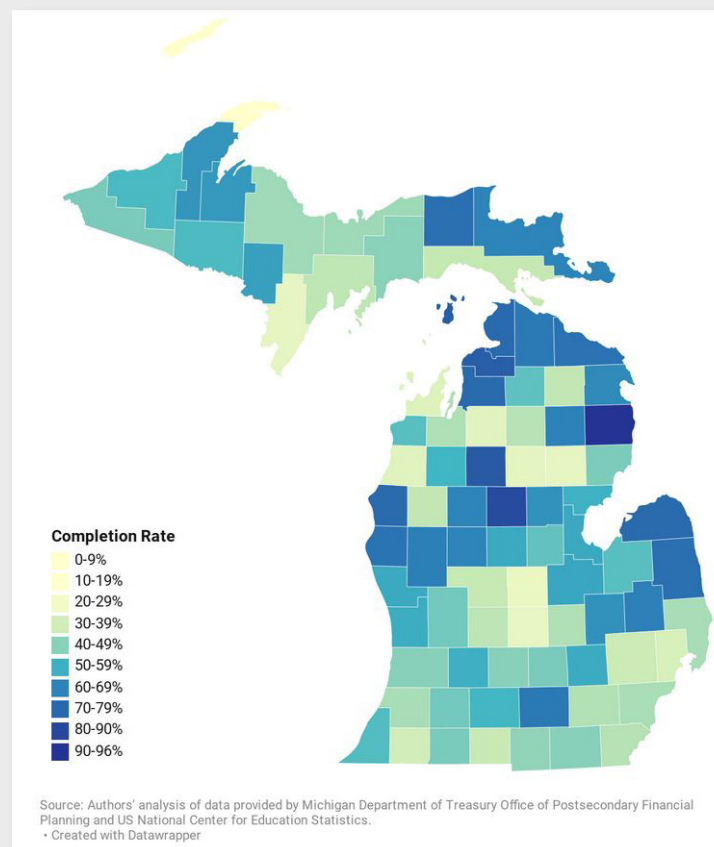 Completion Rate
0-9%
10-19%
20-29%
30-39%
40-49%
50-59%
60-69%
70-79%
80-90%
90-96%
Source: Authors' analysis of data provided by Michigan Department of Treasury Office of Postsecondary Financial
Planning and US National Center for Education Statistics.
• Created with Datawrapper